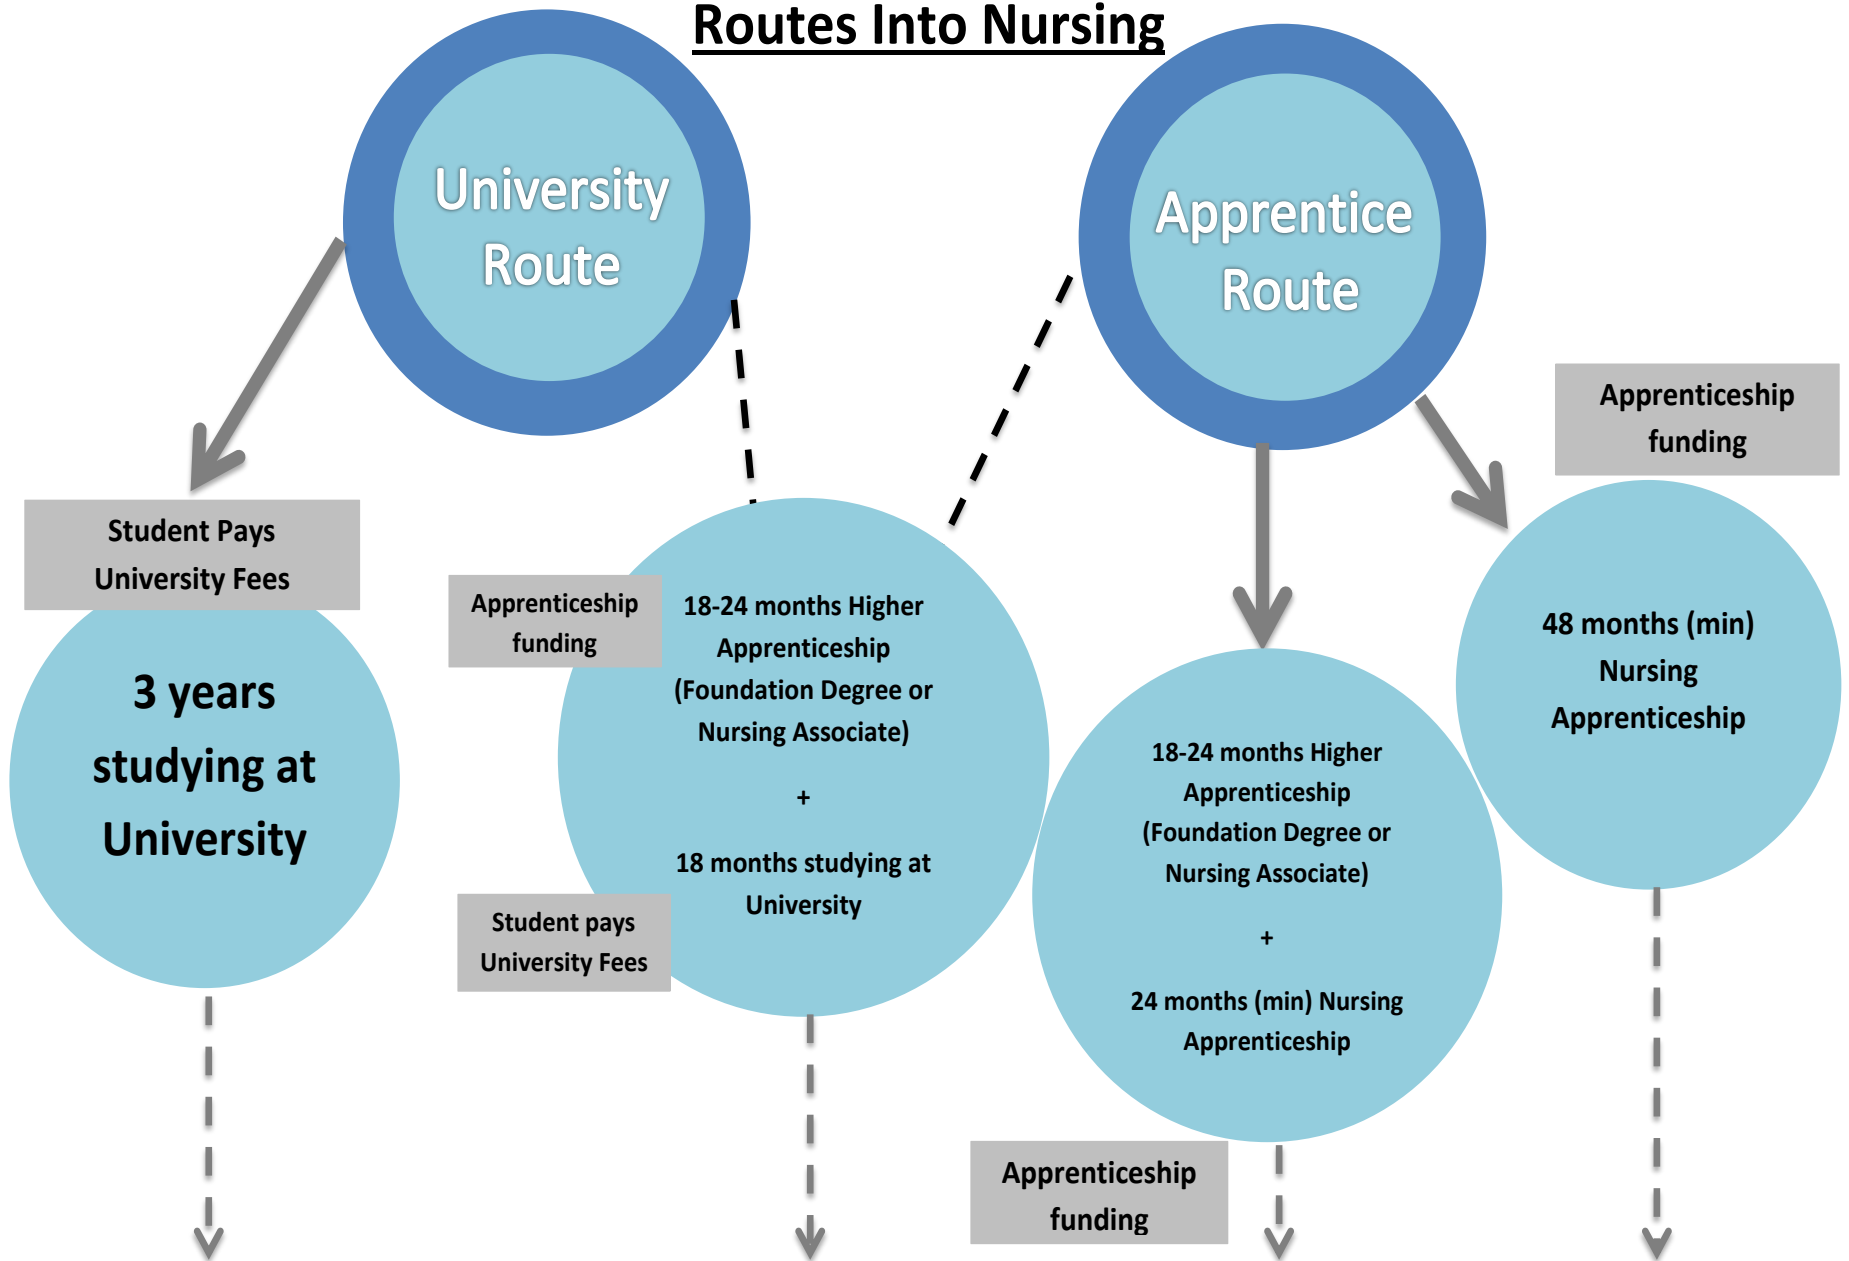 Routes Into Nursing
University
Route
Apprentice
Route
Student Pays
University Fees
3 years
studying at
University
Apprenticeship
funding
18-24 months Higher
Apprenticeship
(Foundation Degree or
Nursing Associate)
+
18 months studying at
University
Student pays
University Fees
18-24 months Higher
Apprenticeship
(Foundation Degree or
Nursing Associate)
+
24 months (min) Nursing
Apprenticeship
Apprenticeship
funding
Apprenticeship
funding
48 months (min)
Nursing
Apprenticeship